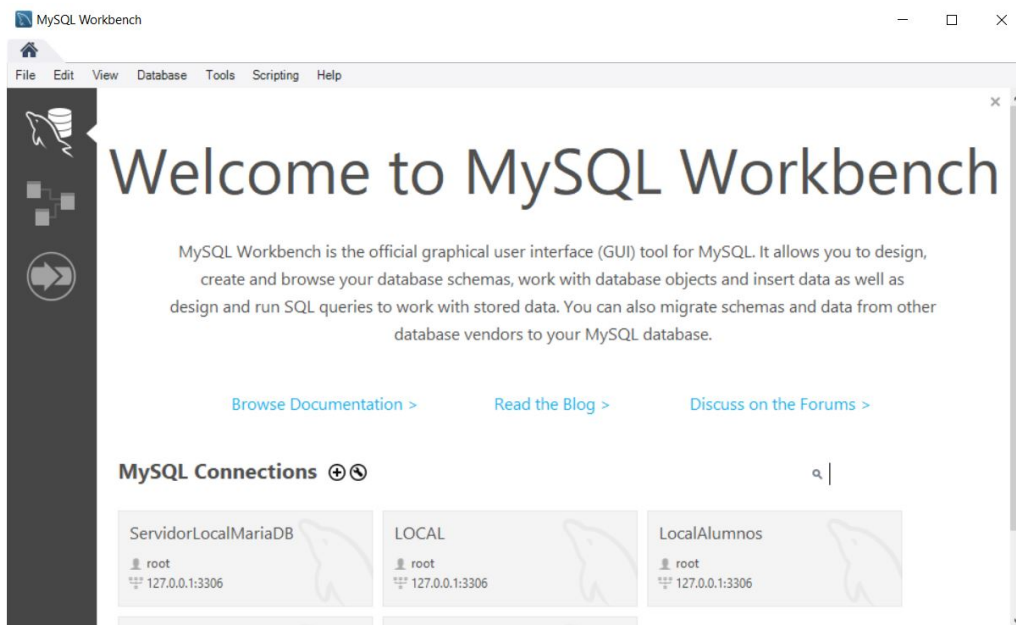 MySQL Workbench
File Edit View Database Tools Scripting Help
Welcome to MySQL Workbench
MySQL Workbench is the official graphical user interface (GUI) tool for MySQL. It allows you to design,
create and browse your database schemas, work with database objects and insert data as well as
design and run SQL queries to work with stored data. You can also migrate schemas and data from other
database vendors to your MySQL database.
Browse Documentation > Read the Blog > Discuss on the Forums >
MySQL Connections
ServidorLocalMariaDB LOCAL LocalAlumnos
root root root
127.0.0.1:3306 127.0.0.1:3306 127.0.0.1:3306